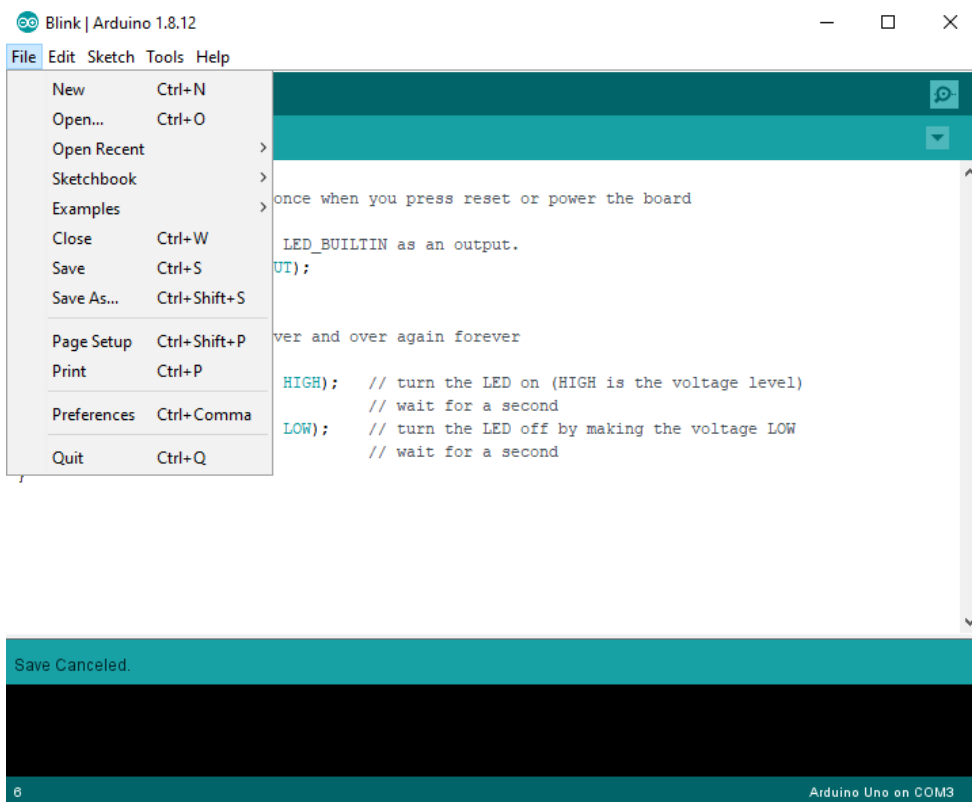 Blink | Arduino 1.8.12
File Edit Sketch Tools Help
New Ctrl+N
Open... Ctrl+O
Open Recent
Sketchbook
Examples
Close Ctrl+W
Save Ctrl+S
Save As... Ctrl+Shift+S
Page Setup Ctrl+Shift+P
Print Ctrl+P
Preferences Ctrl+Comma
Quit Ctrl+Q
once when you press reset or power the board
LED_BUILTIN as an output.
UT);
ver and over again forever
HIGH); // turn the LED on (HIGH is the voltage level)
// wait for a second
LOW); // turn the LED off by making the voltage LOW
// wait for a second
Save Canceled.
6 Arduino Uno on COM3